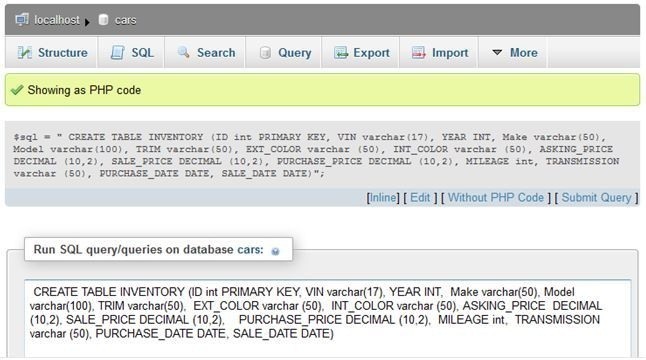 localhost cars
Structure SQL Search Query Export Import More
Showing as PHP code
$sql = " CREATE TABLE INVENTORY (ID int PRIMARY KEY, VIN varchar(17), YEAR INT, Make varchar(50),
Model varchar(100), TRIM varchar(50), EXT_COLOR varchar (50), INT_COLOR varchar (50), ASKING_PRICE
DECIMAL (10,2), SALE_PRICE DECIMAL (10,2), PURCHASE_PRICE DECIMAL (10,2), MILEAGE int, TRANSMISSION
varchar (50), PURCHASE_DATE DATE, SALE_DATE DATE)";
[Inline] [ Edit ] [ Without PHP Code ] [ Submit Query ]
Run SQL query/queries on database cars:
CREATE TABLE INVENTORY (ID int PRIMARY KEY, VIN varchar(17), YEAR INT, Make varchar(50), Model
varchar(100), TRIM varchar(50), EXT_COLOR varchar (50), INT_COLOR varchar (50), ASKING_PRICE DECIMAL
(10,2), SALE_PRICE DECIMAL (10,2), PURCHASE_PRICE DECIMAL (10,2), MILEAGE int, TRANSMISSION
varchar (50), PURCHASE_DATE DATE, SALE_DATE DATE)